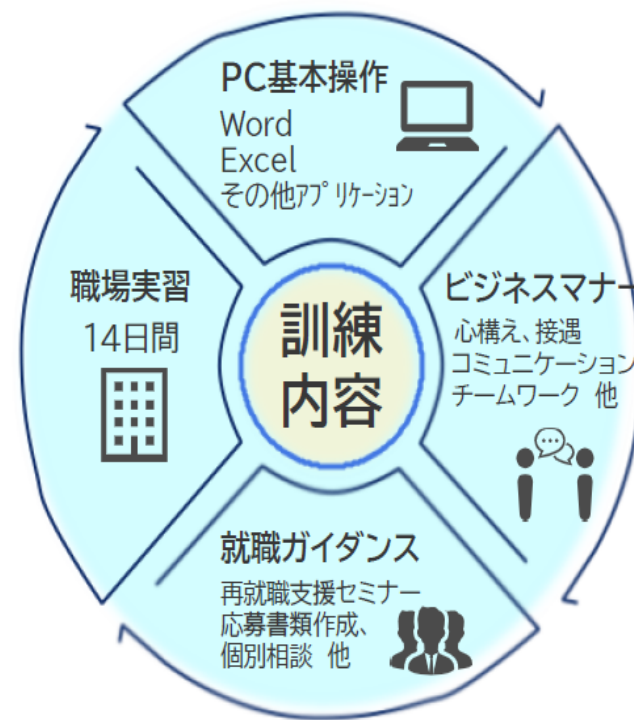 PC基本操作
Word
Excel
その他ｱﾌﾟﾘｹｰｼｮﾝ
職場実習
14日間
訓練
内容
ビジネスマナー
心構え、接遇
コミュニケーション
チームワーク 他
就職ガイダンス
再就職支援セミナー
応募書類作成、
個別相談 他